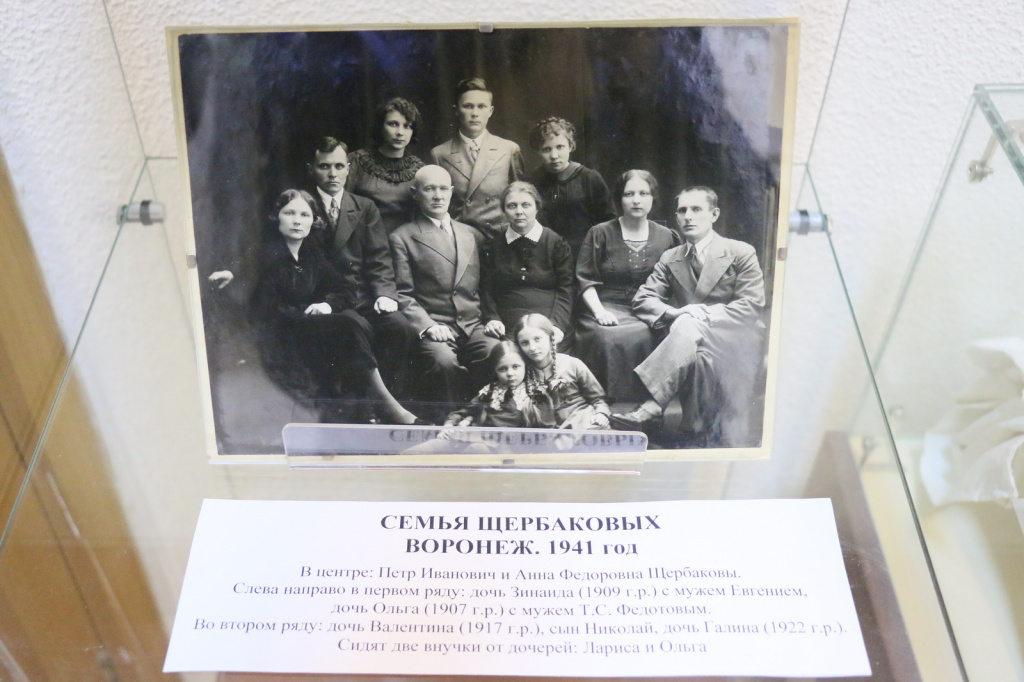 СЕМЬЯ ЩЕРБАКОВЫХ
ВОРОНЕЖ. 1941 год
В центре: Петр Иванович и Анна Федоровна Щербаковы.
Слева направо в первом ряду: дочь Зинаида (1909 г.р.) с мужем Евгением,
дочь Ольга (1907 г.р.) с мужем Т.С. Федотовым.
Во втором ряду: дочь Валентина (1917 г.р.), сын Николай, дочь Галина (1922 г.р.).
Сидят две внучки от дочерей: Лариса и Ольга